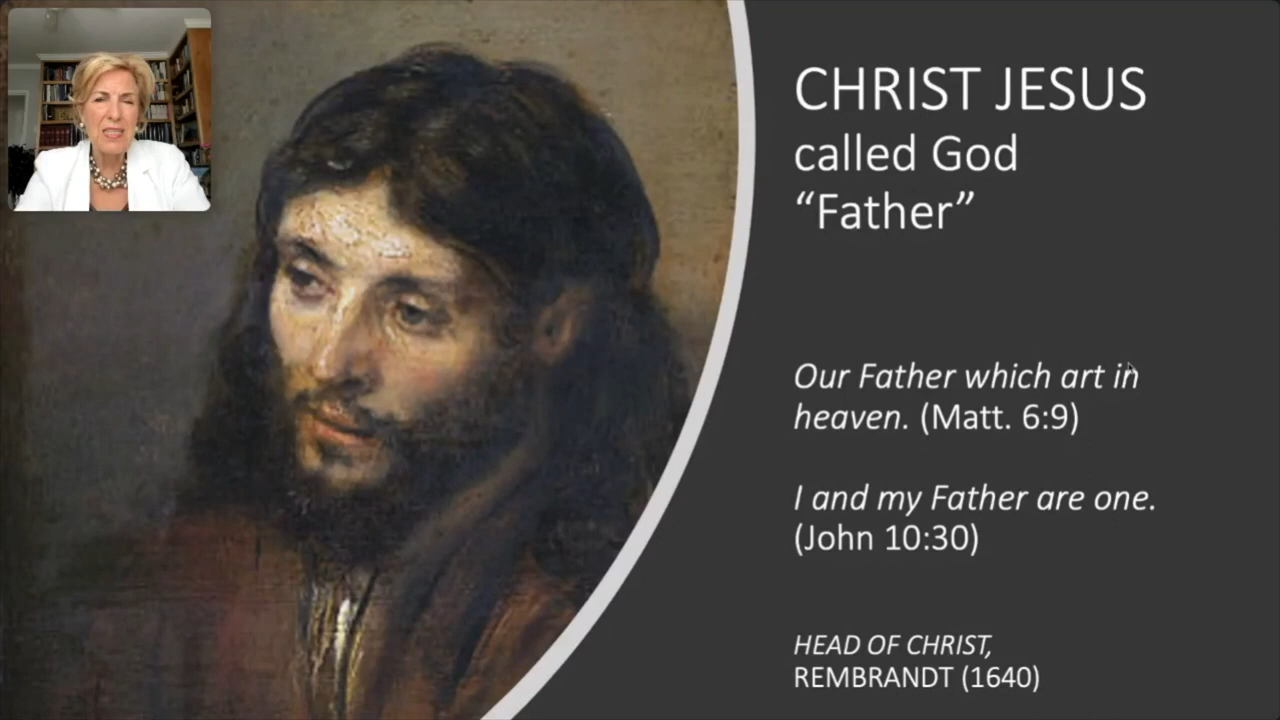 CHRIST JESUS
called God
“Father”
Our Father which art in
heaven. (Matt. 6:9)
I and my Father are one.
(John 10:30)
HEAD OF CHRIST,
REMBRANDT (1640)